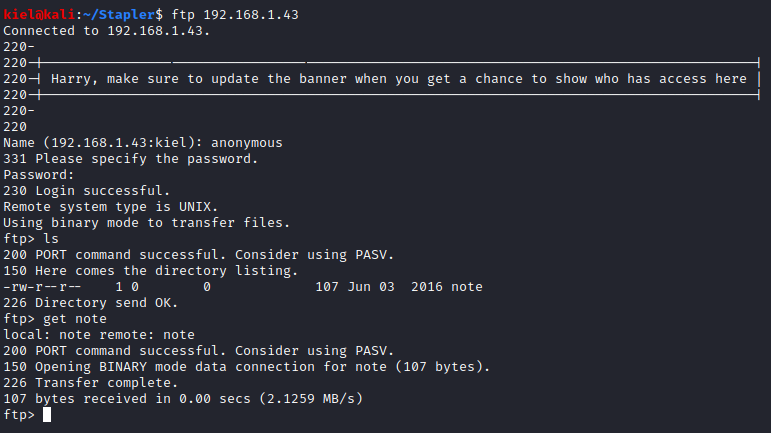 kiel@kali:~/Stapler$ ftp 192.168.1.43
Connected to 192.168.1.43.
220-
220-|-----------------------------------------------------------------------------------------|
220-| Harry, make sure to update the banner when you get a chance to show who has access here |
220-|-----------------------------------------------------------------------------------------|
220-
220
Name (192.168.1.43:kiel): anonymous
331 Please specify the password.
Password:
230 Login successful.
Remote system type is UNIX.
Using binary mode to transfer files.
ftp> ls
200 PORT command successful. Consider using PASV.
150 Here comes the directory listing.
-rw-r--r--    1 0        0             107 Jun 03  2016 note
226 Directory send OK.
ftp> get note
local: note remote: note
200 PORT command successful. Consider using PASV.
150 Opening BINARY mode data connection for note (107 bytes).
226 Transfer complete.
107 bytes received in 0.00 secs (2.1259 MB/s)
ftp>